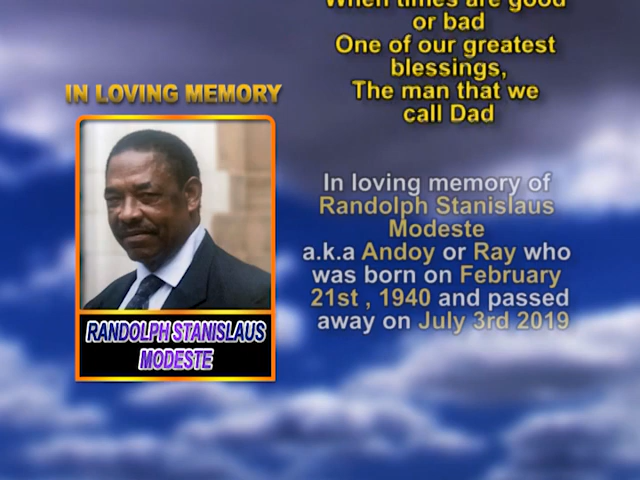 When times are good
or bad
One of our greatest
blessings,
The man that we
call Dad
IN LOVING MEMORY
RANDOLPH STANISLAUS
MODESTE
In loving memory of
Randolph Stanislaus
Modeste
a.k.a Andoy or Ray who
was born on February
21st , 1940 and passed
away on July 3rd 2019